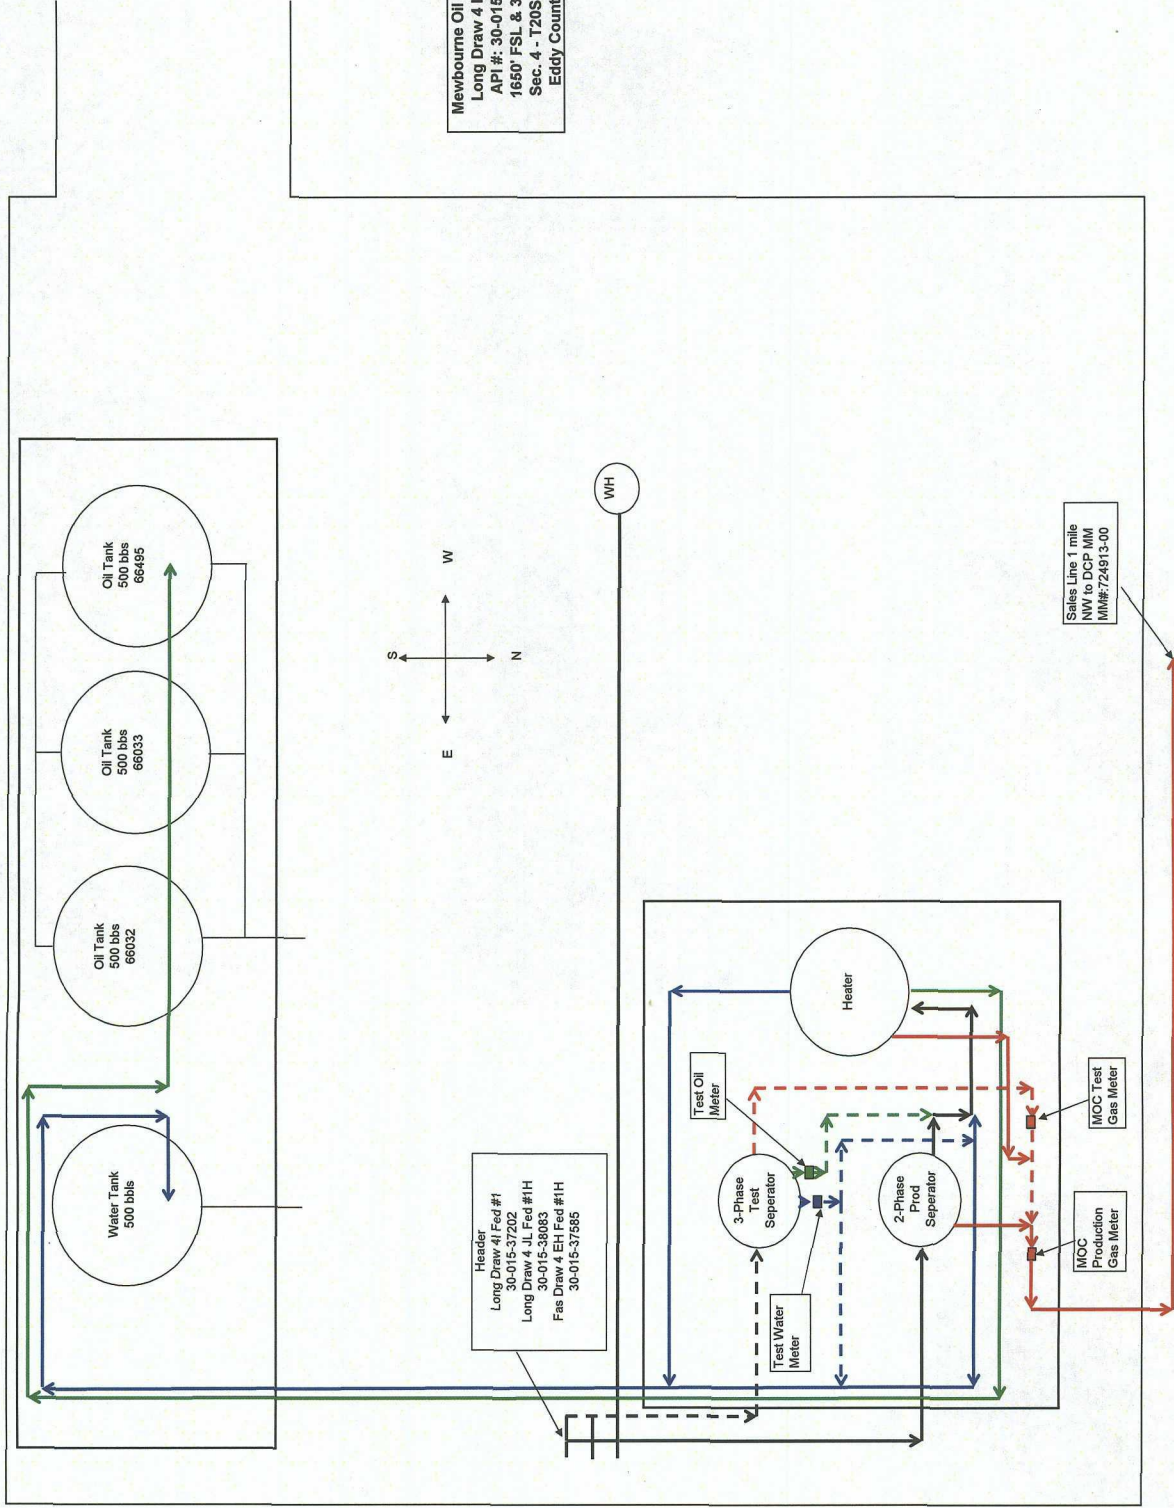 Mewbourne Oil
Long Draw 4
API #: 30-015
1650' FSL & 3
Sec. 4 - T20S
Eddy Count
Oil Tank
500 bbs
66495
Oil Tank
500 bbs
66033
Oil Tank
500 bbs
66032
Water Tank
500 bbls
S
W
N
E
WH
Sales Line 1 mile
NW to DCP MM
MM#:724913-00
Heater
Test Oil
Meter
MOC Test
Gas Meter
3-Phase
Test
Seperator
2-Phase
Prod
Seperator
MOC
Production
Gas Meter
Test Water
Meter
Header
Long Draw 4I Fed #1
30-015-37202
Long Draw 4 JL Fed #1H
30-015-38083
Fas Draw 4 EH Fed #1H
30-015-37585